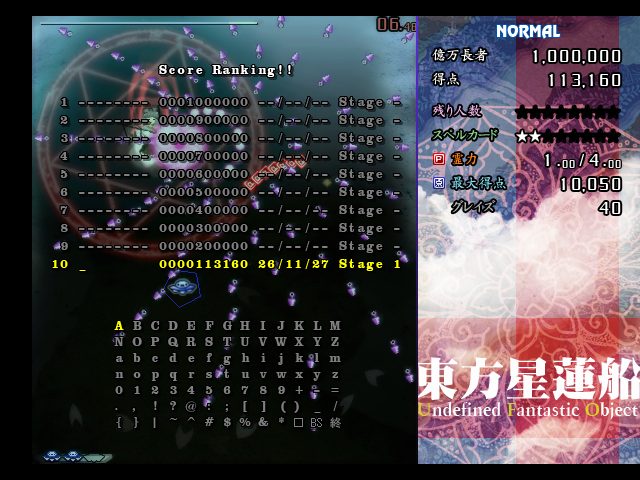 06.48
Score Ranking!!
1 -------- 0001000000 --/--/-- Stage -
2 -------- 0000900000 --/--/-- Stage -
3 -------- 0000800000 --/--/-- Stage -
4 -------- 0000700000 --/--/-- Stage -
5 -------- 0000600000 --/--/-- Stage -
6 -------- 0000500000 --/--/-- Stage -
7 -------- 0000400000 --/--/-- Stage -
8 -------- 0000300000 --/--/-- Stage -
9 -------- 0000200000 --/--/-- Stage -
10 _ 0000113160 26/11/27 Stage 1
A B C D E F G H I J K L M
N O P Q R S T U V W X Y Z
a b c d e f g h i j k l m
n o p q r s t u v w x y z
0 1 2 3 4 5 6 7 8 9 + - =
. , ! ? @ : ; [ ] ( ) _ /
{ } | ~ ^ # $ % & * □ BS 終
NORMAL
億万長者 1,000,000
得点 113,160
残り人数
スペルカード ★★
P 霊力 1.00/4.00
最大得点 10,050
グレイズ 40
東方星蓮船
Undefined Fantastic Object